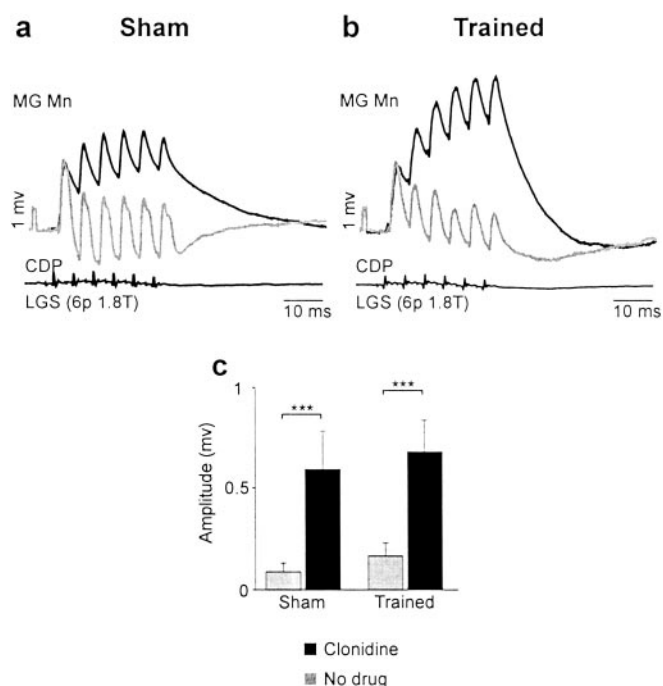 a Sham
b Trained
MG Mn
1 mv
CDP
LGS (6p 1.8T)
10 ms
CDP
LGS (6p 1.8T)
10 ms
MG Mn
1 mv
c
Amplitude (mv)
1
0.5
0
***
***
Sham
Trained
Clonidine
No drug